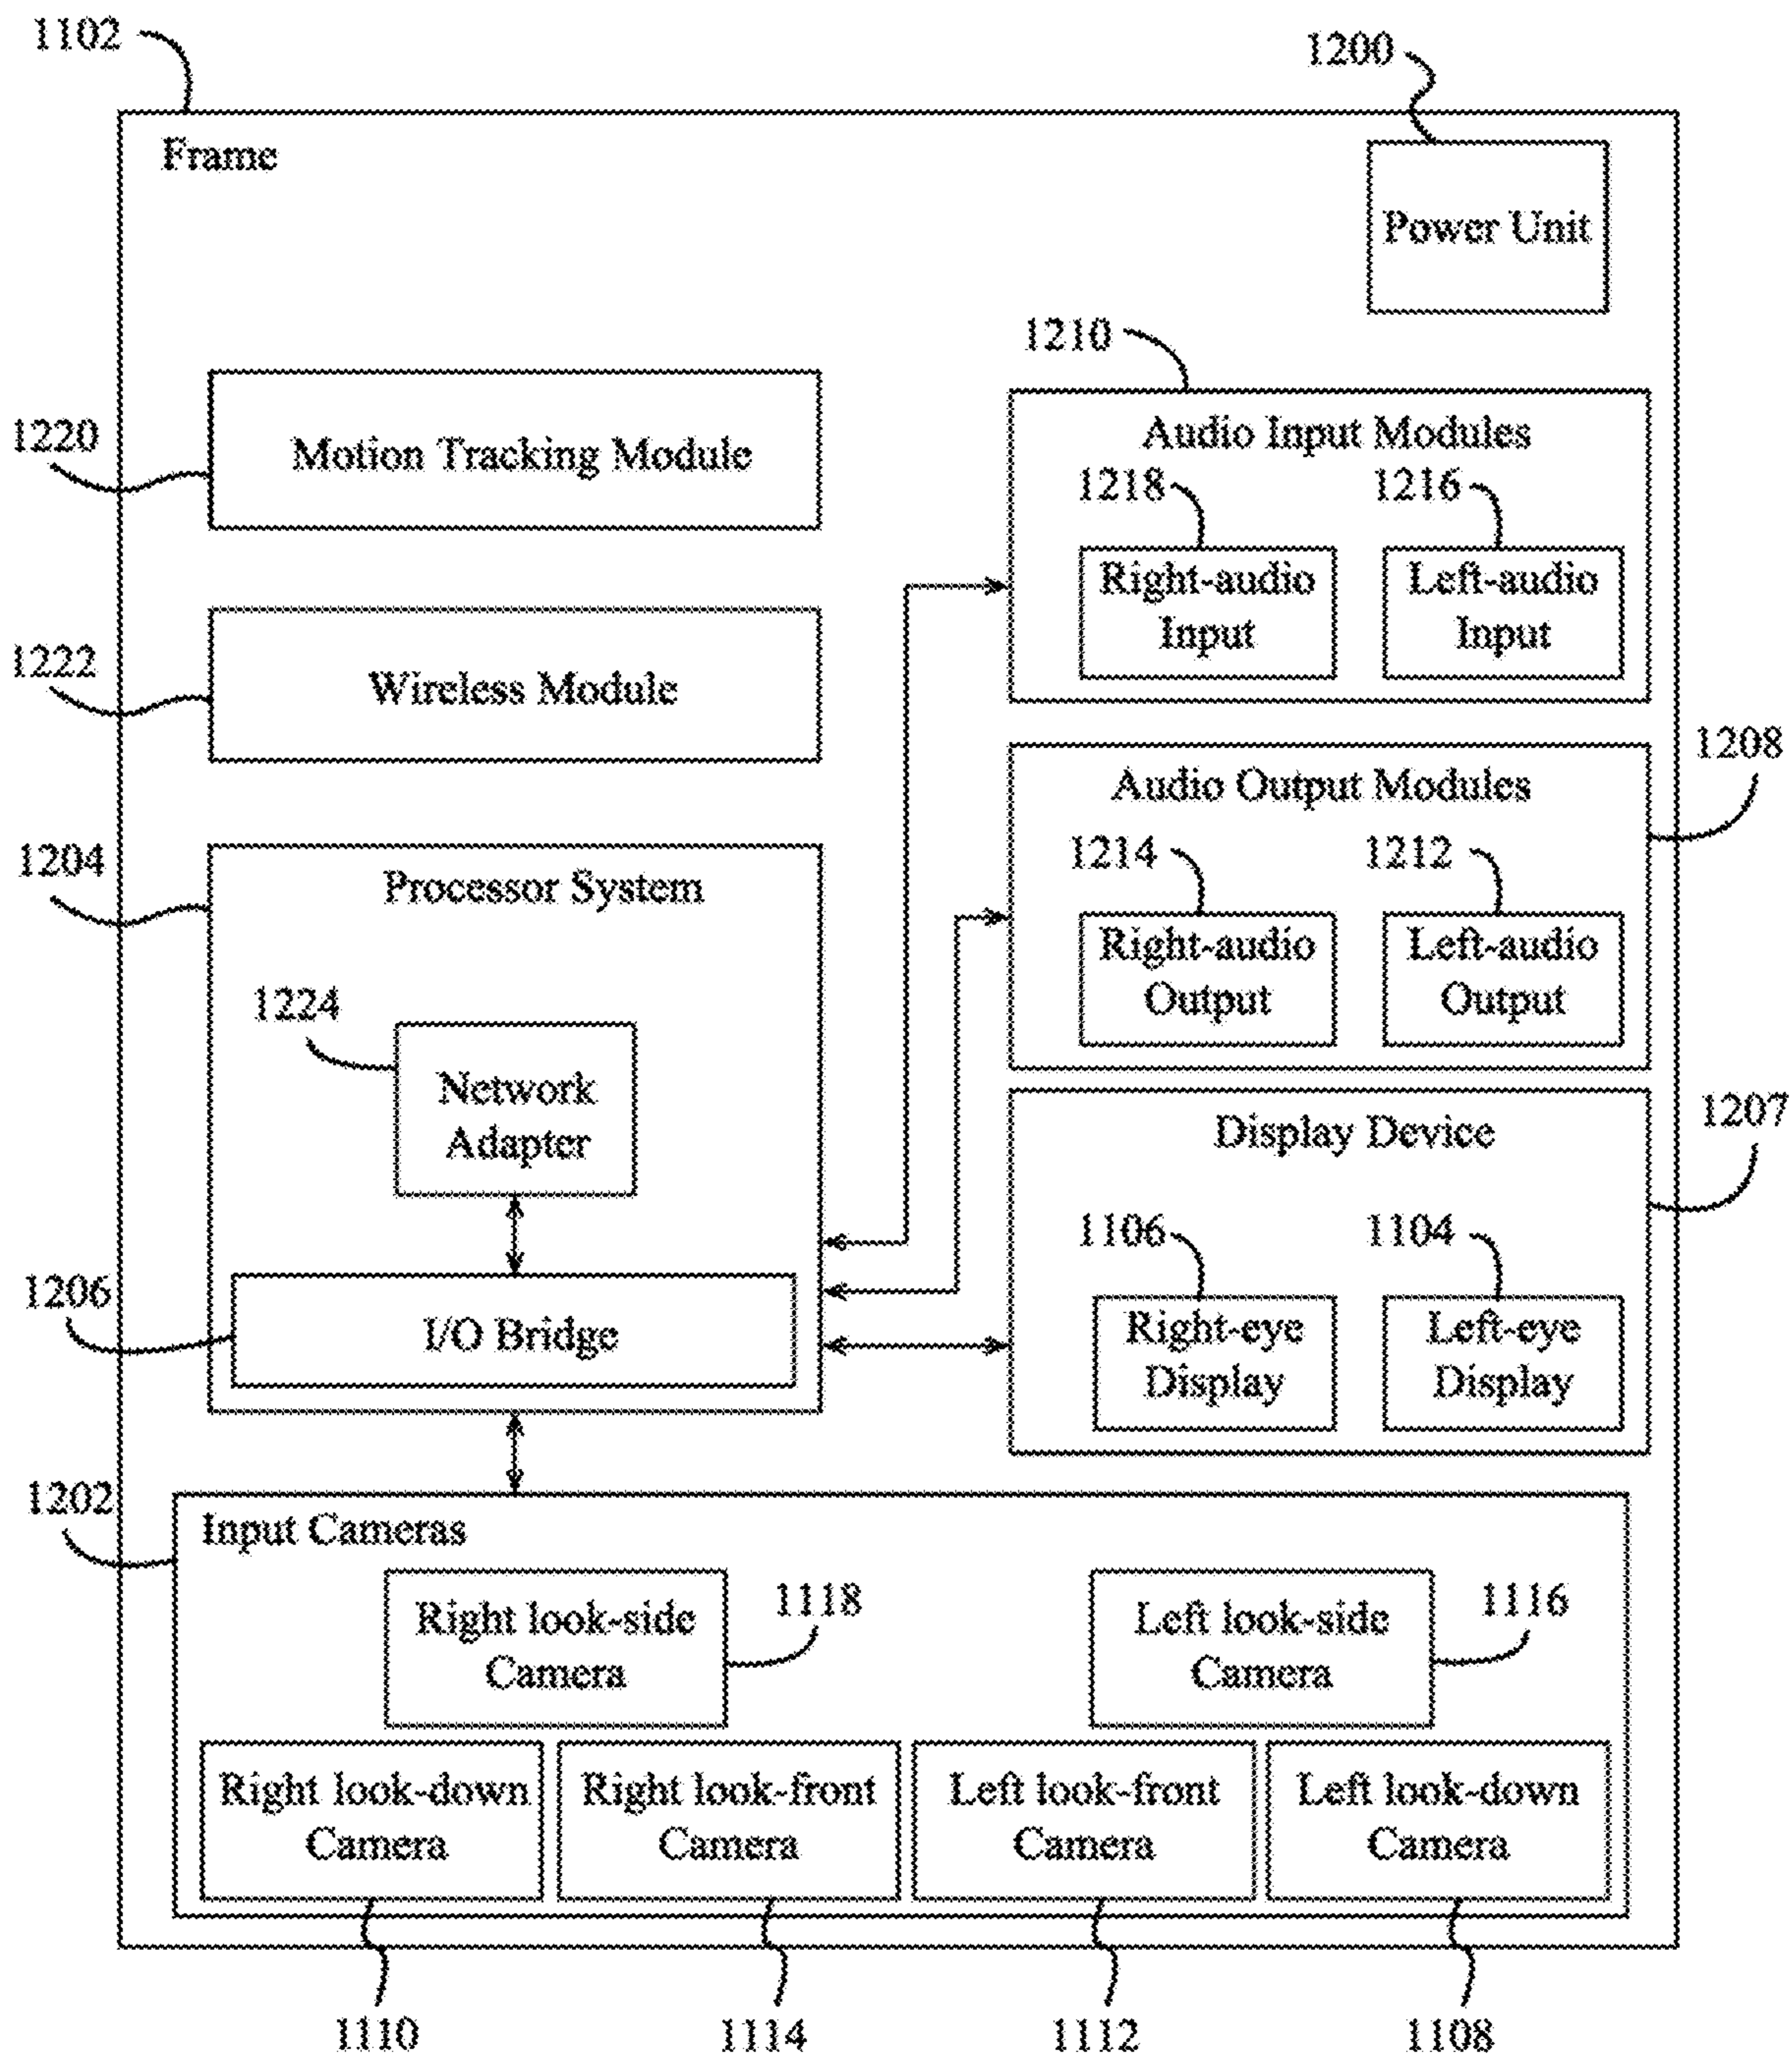 1102
1200
Frame
Power Unit
1210
1220
Motion Tracking Module
Audio Input Modules
1218
1216
Right-audio
Input
Left-audio
Input
1222
Wireless Module
1208
Audio Output Modules
1214
1212
Right-audio
Output
Left-audio
Output
1204
Processor System
1224
Network
Adapter
1207
Display Device
1106
1104
Right-eye
Display
Left-eye
Display
1206
I/O Bridge
1202
Input Cameras
Right look-side
Camera
1118
Left look-side
Camera
1116
Right look-down
Camera
Right look-front
Camera
Left look-front
Camera
Left look-down
Camera
1110
1114
1112
1108